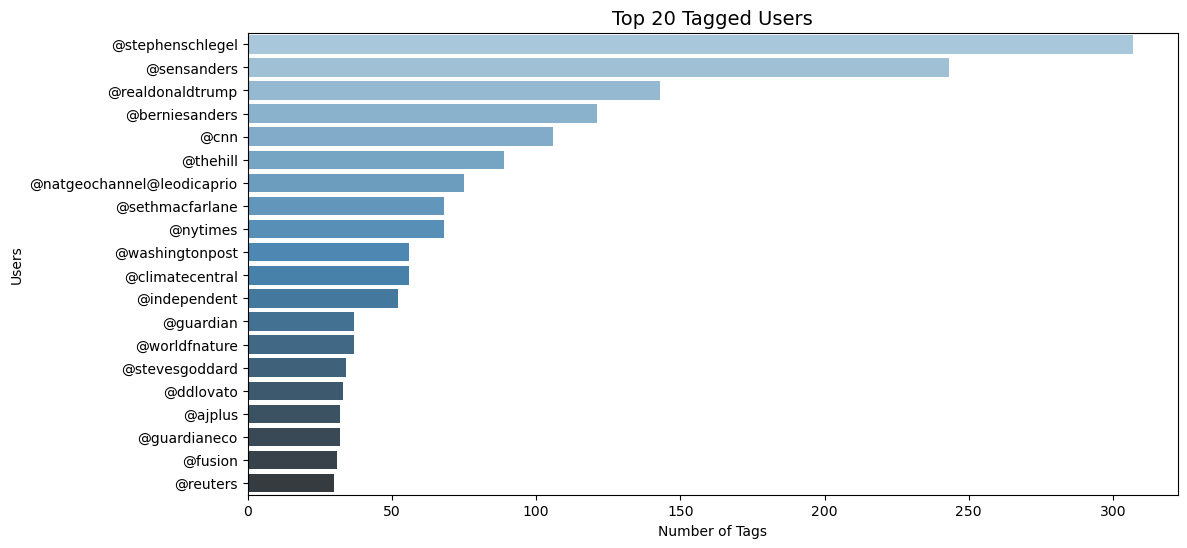 Top 20 Tagged Users
@stephenschlegel
@sensanders
@realdonaldtrump
@berniesanders
@cnn
@thehill
@natgeochannel@leodicaprio
@sethmacfarlane
@nytimes
@washingtonpost
@climatecentral
@independent
@guardian
@worldfnature
@stevesgoddard
@ddlovato
@ajplus
@guardianeco
@fusion
@reuters
Users
0 50 100 150 200 250 300
Number of Tags